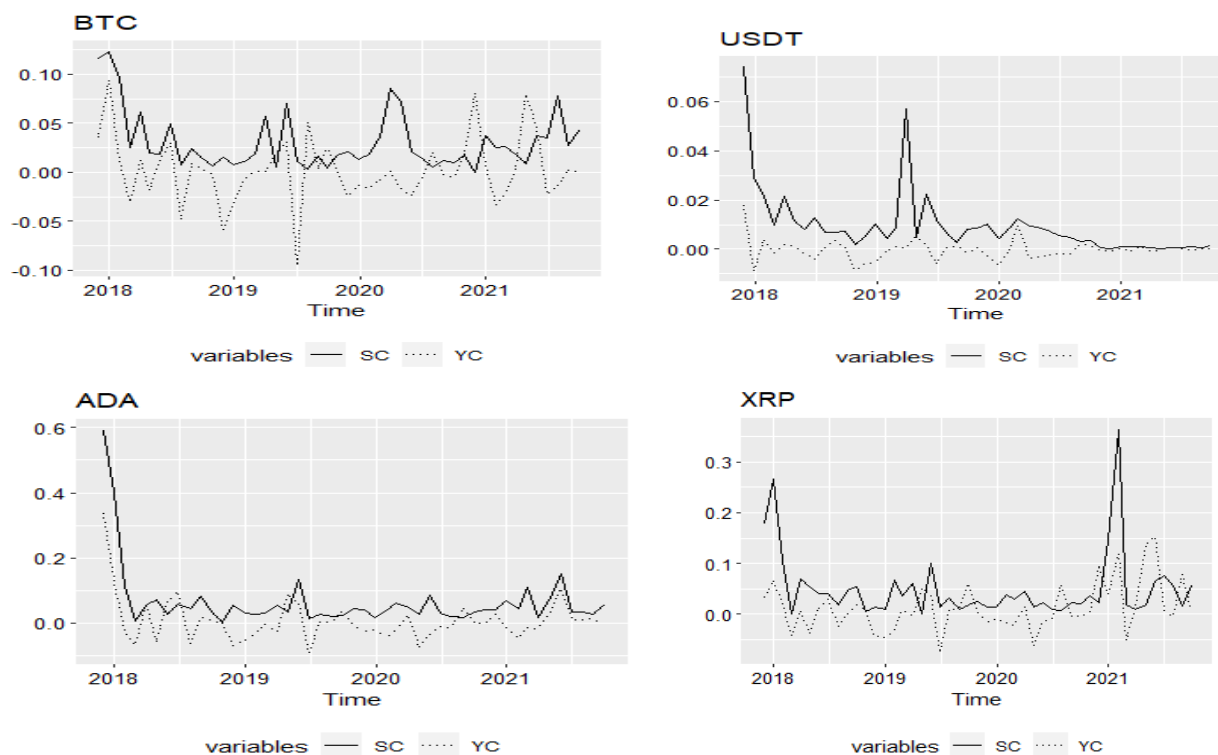 BTC
0.10
0.05
0.00
-0.05
-0.10
2018 2019 2020 2021
Time
variables SC YC
USDT
0.06
0.04
0.02
0.00
2018 2019 2020 2021
Time
variables SC YC
ADA
0.6
0.4
0.2
0.0
2018 2019 2020 2021
Time
variables SC YC
XRP
0.3
0.2
0.1
0.0
2018 2019 2020 2021
Time
variables SC YC